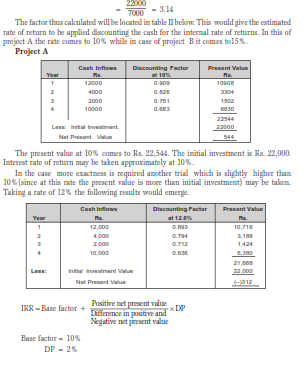 = 22000 / 7000 = 3.14
The factor thus calculated will be located in table II below. This would give the estimated
rate of return to be applied discounting the cash for the internal rate of returns. In this of
project A the rate comes to 10% while in case of project B it comes to15%.
Project A
Year Cash Inflows Rs. Discounting Factor at 10% Present Value Rs.
1 12000 0.909 10908
2 4000 0.826 3304
3 2000 0.751 1502
4 10000 0.683 6830
22544
Less: Initial Investment 22000
Net Present Value 544
The present value at 10% comes to Rs. 22,544. The initial investment is Rs. 22,000.
Interest rate of return may be taken approximately at 10%.
In the case more exactness is required another trial which is slightly higher than
10% (since at this rate the present value is more than initial investment) may be taken.
Taking a rate of 12% the following results would emerge.
Year Cash Inflows Rs. Discounting Factor at 12.6% Present Value Rs.
1 12,000 0.893 10,716
2 4,000 0.794 3,188
3 2,000 0.712 1,424
4 10,000 0.636 6,380
21,688
Less: Initial Investment Value 22,000
Net Present Value (-)312
IRR = Base factor + Positive net present value / Difference in positive and Negative net present value × DP
Base factor = 10%
DP = 2%